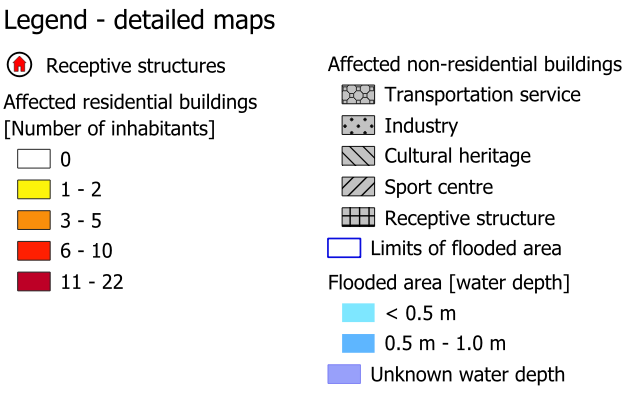 Legend - detailed maps
Receptive structures
Affected residential buildings
[Number of inhabitants]
0
1 - 2
3 - 5
6 - 10
11 - 22
Affected non-residential buildings
Transportation service
Industry
Cultural heritage
Sport centre
Receptive structure
Limits of flooded area
Flooded area [water depth]
< 0.5 m
0.5 m - 1.0 m
Unknown water depth